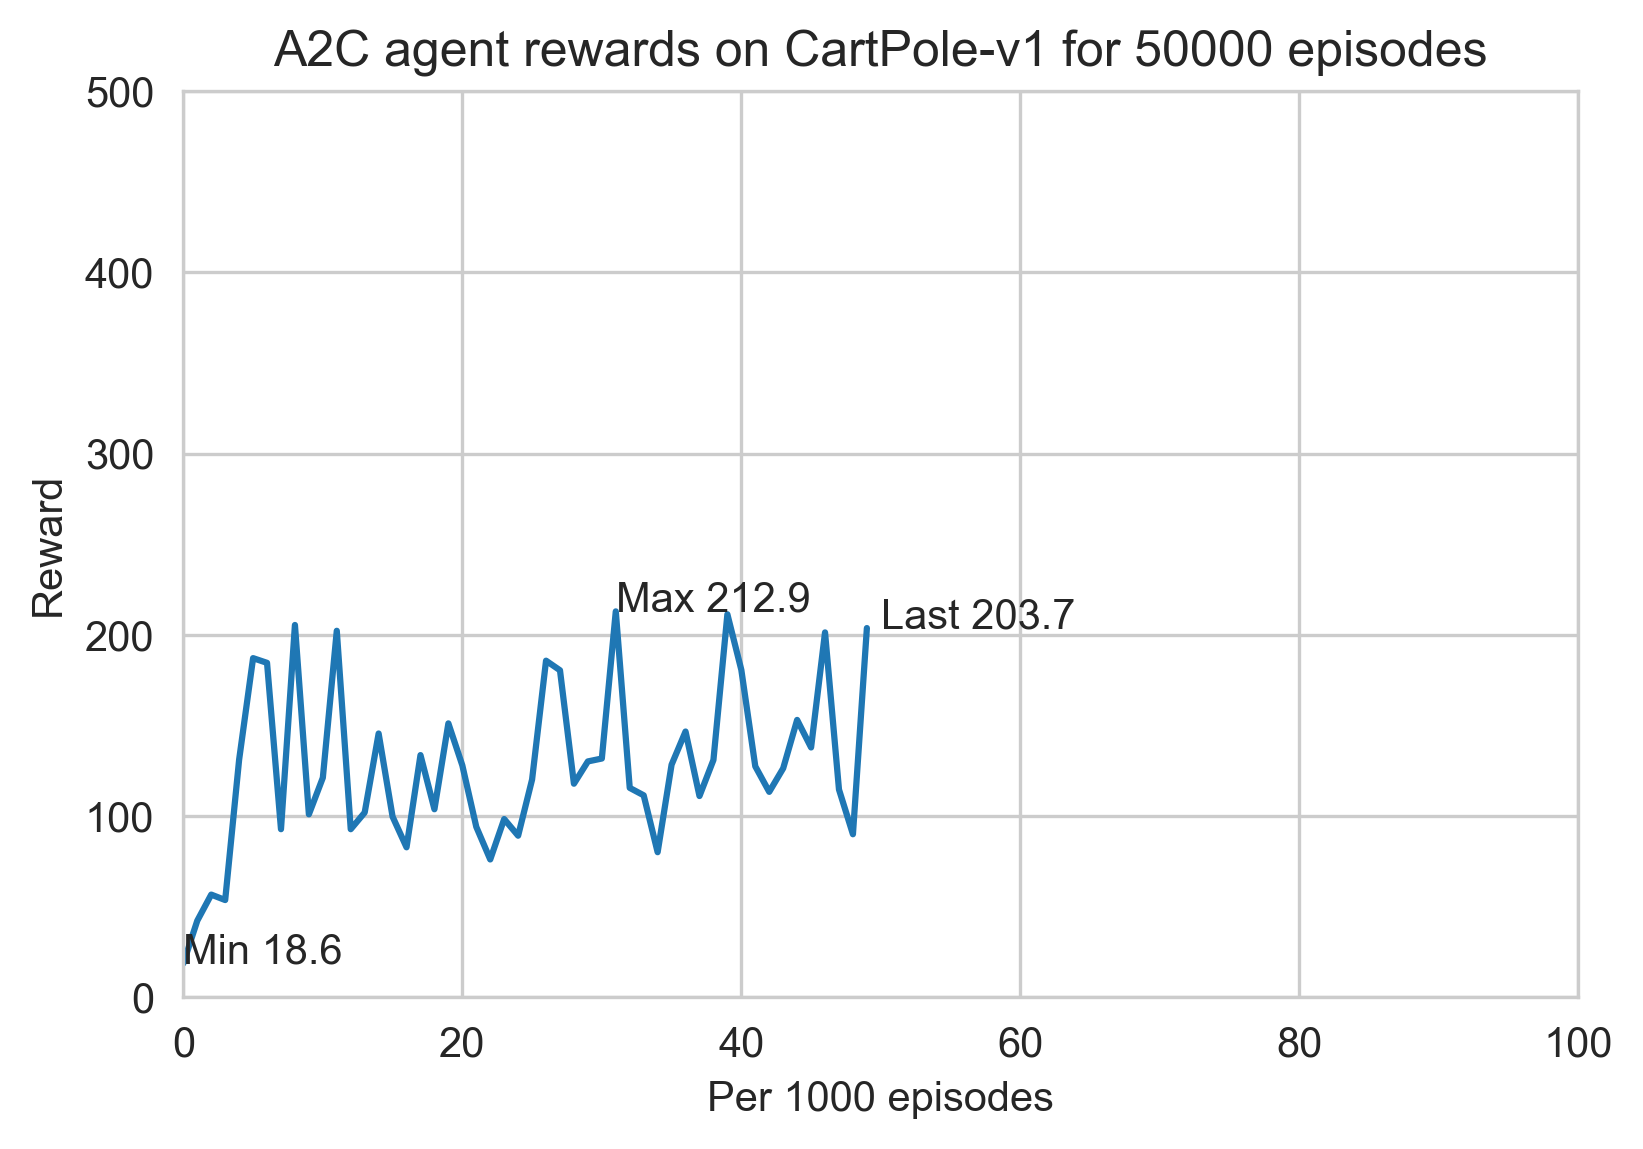 A2C agent rewards on CartPole-v1 for 50000 episodes
500
400
300
200
100
0
Reward
Max 212.9
Last 203.7
Min 18.6
0 20 40 60 80 100
Per 1000 episodes